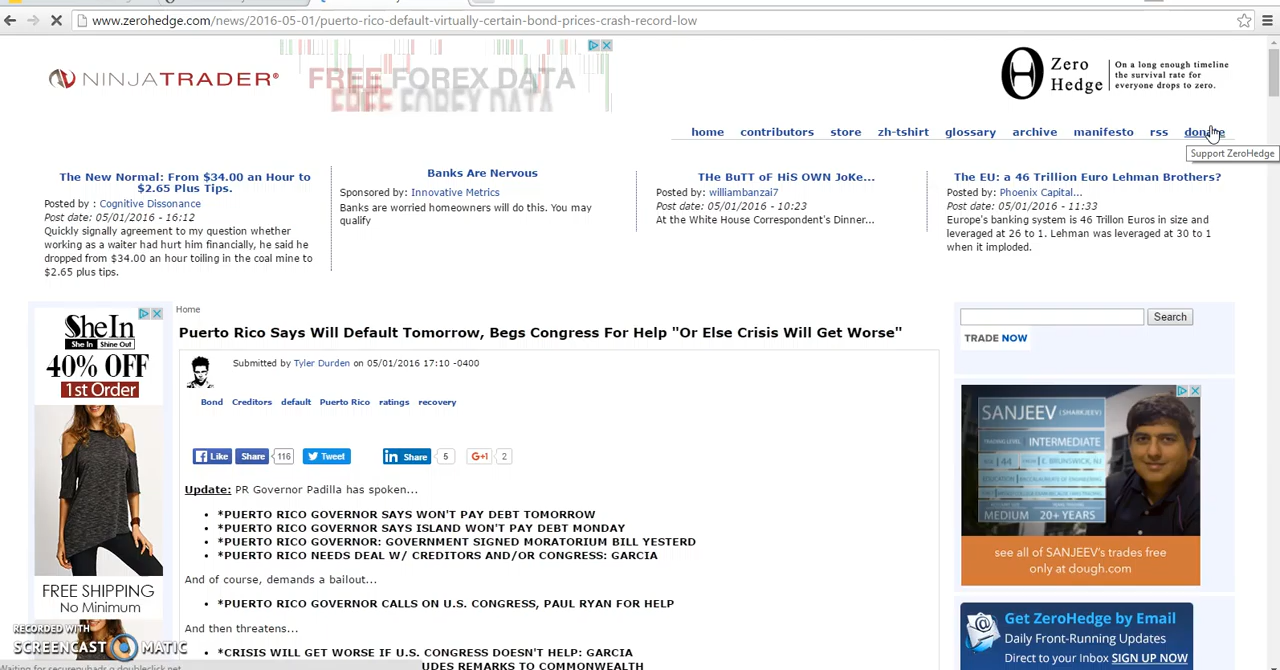 www.zerohedge.com/news/2016-05-01/puerto-rico-default-virtually-certain-bond-prices-crash-record-low
NINJATRADER®
FREE FOREX DATA
Zero Hedge
On a long enough timeline
the survival rate for
everyone drops to zero.
home contributors store zh-tshirt glossary archive manifesto rss donate
Support ZeroHedge
The New Normal: From $34.00 an Hour to
$2.65 Plus Tips.
Posted by : Cognitive Dissonance
Post date: 05/01/2016 - 16:12
Quickly signally agreement to my question whether
working as a waiter had hurt him financially, he said he
dropped from $34.00 an hour toiling in the coal mine to
$2.65 plus tips.
Banks Are Nervous
Sponsored by: Innovative Metrics
Banks are worried homeowners will do this. You may
qualify
THe BuTT oF HiS OWN JoKe...
Posted by: williambanzai7
Post date: 05/01/2016 - 10:23
At the White House Correspondent's Dinner...
The EU: a 46 Trillion Euro Lehman Brothers?
Posted by: Phoenix Capital...
Post date: 05/01/2016 - 11:33
Europe's banking system is 46 Trillon Euros in size and
leveraged at 26 to 1. Lehman was leveraged at 30 to 1
when it imploded.
SheIn
She In Shine Out
40% OFF
1st Order
FREE SHIPPING
No Minimum
Home
Puerto Rico Says Will Default Tomorrow, Begs Congress For Help "Or Else Crisis Will Get Worse"
Submitted by Tyler Durden on 05/01/2016 17:10 -0400
Bond Creditors default Puerto Rico ratings recovery
Like Share 116 Tweet in Share 5 G+1 2
Update: PR Governor Padilla has spoken...
*PUERTO RICO GOVERNOR SAYS WON'T PAY DEBT TOMORROW
*PUERTO RICO GOVERNOR SAYS ISLAND WON'T PAY DEBT MONDAY
*PUERTO RICO GOVERNOR: GOVERNMENT SIGNED MORATORIUM BILL YESTERD
*PUERTO RICO NEEDS DEAL W/ CREDITORS AND/OR CONGRESS: GARCIA
And of course, demands a bailout...
*PUERTO RICO GOVERNOR CALLS ON U.S. CONGRESS, PAUL RYAN FOR HELP
And then threatens...
*CRISIS WILL GET WORSE IF U.S. CONGRESS DOESN'T HELP: GARCIA
UDES REMARKS TO COMMONWEALTH
Search
TRADE NOW
SANJEEV (SHARKJEEV)
TRADING LEVEL INTERMEDIATE
AGE 44 E. BRUNSWICK, NJ
MEDIUM 20+ YEARS
see all of SANJEEV's trades free
only at dough.com
Get ZeroHedge by Email
Daily Front-Running Updates
Direct to your Inbox SIGN UP NOW
RECORDED WITH
SCREENCAST MATIC